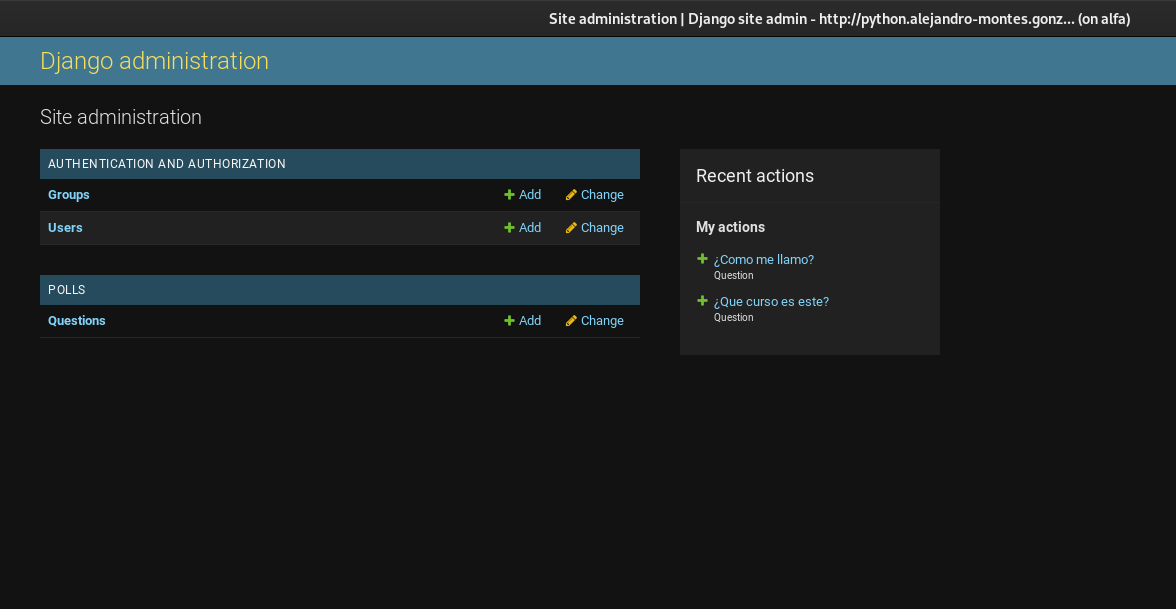 Site administration | Django site admin - http://python.alejandro-montes.gonz... (on alfa)
Django administration
Site administration
AUTHENTICATION AND AUTHORIZATION
Groups Add Change
Users Add Change
POLLS
Questions Add Change
Recent actions
My actions
¿Como me llamo?
Question
¿Que curso es este?
Question